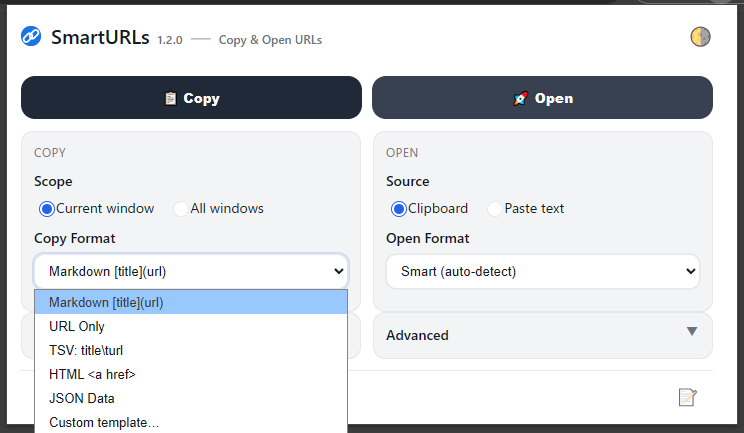 SmartURLs 1.2.0 — Copy & Open URLs
Copy
Open
COPY
Scope
Current window
All windows
Copy Format
Markdown [title](url)
Markdown [title](url)
URL Only
TSV: title\turl
HTML <a href>
JSON Data
Custom template…
OPEN
Source
Clipboard
Paste text
Open Format
Smart (auto-detect)
Advanced